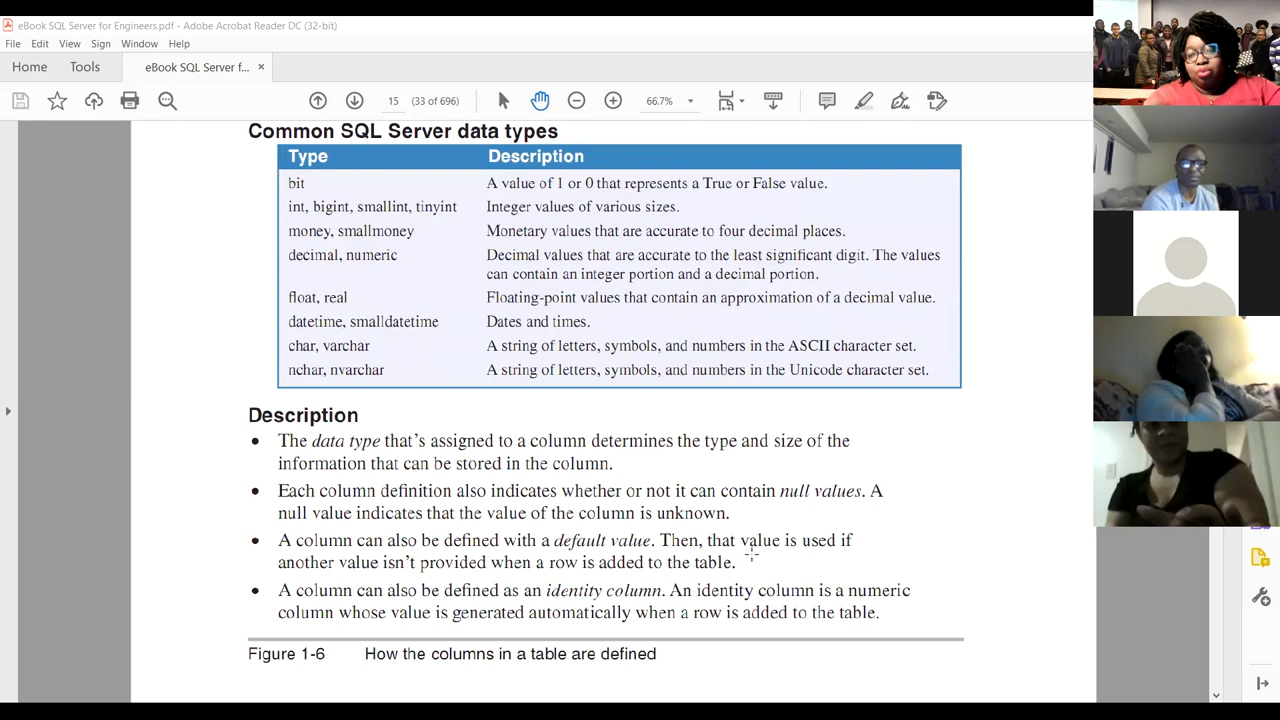 eBook SQL Server for Engineers.pdf - Adobe Acrobat Reader DC (32-bit)
File Edit View Sign Window Help
Home Tools eBook SQL Server f... ×
(33 of 696) 66.7%
Common SQL Server data types
Type Description
bit A value of 1 or 0 that represents a True or False value.
int, bigint, smallint, tinyint Integer values of various sizes.
money, smallmoney Monetary values that are accurate to four decimal places.
decimal, numeric Decimal values that are accurate to the least significant digit. The values
can contain an integer portion and a decimal portion.
float, real Floating-point values that contain an approximation of a decimal value.
datetime, smalldatetime Dates and times.
char, varchar A string of letters, symbols, and numbers in the ASCII character set.
nchar, nvarchar A string of letters, symbols, and numbers in the Unicode character set.
Description
• The data type that's assigned to a column determines the type and size of the
information that can be stored in the column.
• Each column definition also indicates whether or not it can contain null values. A
null value indicates that the value of the column is unknown.
• A column can also be defined with a default value. Then, that value is used if
another value isn't provided when a row is added to the table.
• A column can also be defined as an identity column. An identity column is a numeric
column whose value is generated automatically when a row is added to the table.
Figure 1-6 How the columns in a table are defined